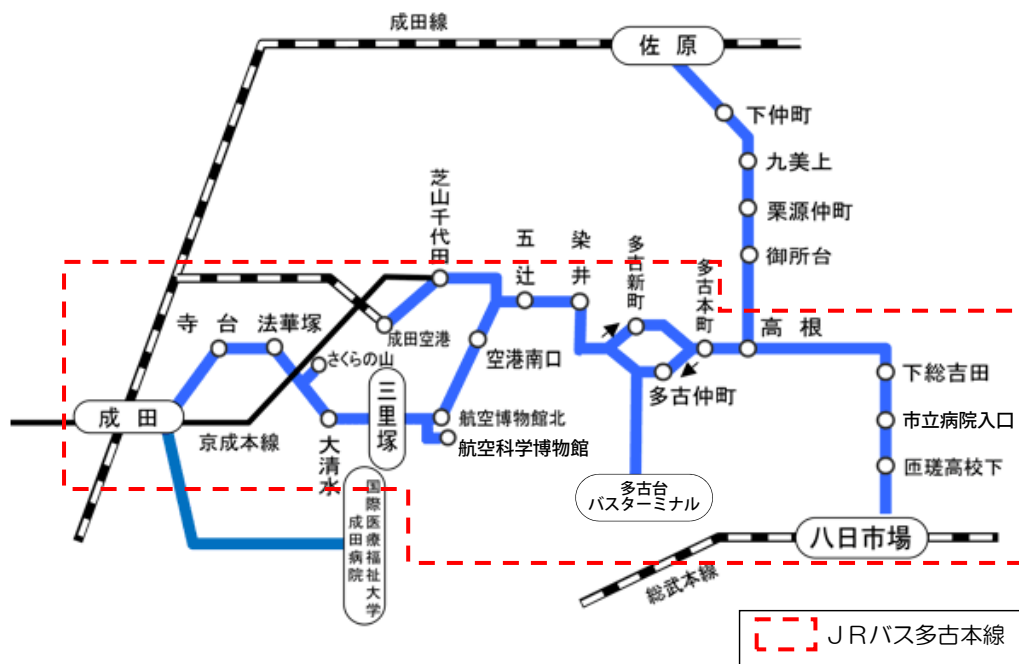 成田線
佐原
下仲町
九美上
栗源仲町
御所台
芝山千代田
五辻
染井
多古新町
多古本町
高根
寺台
法華塚
さくらの山
成田空港
空港南口
三里塚
航空博物館北
航空科学博物館
多古仲町
下総吉田
市立病院入口
匝瑳高校下
成田
京成本線
大清水
国際医療福祉大学
成田病院
多古台
バスターミナル
八日市場
総武本線
JRバス多古本線